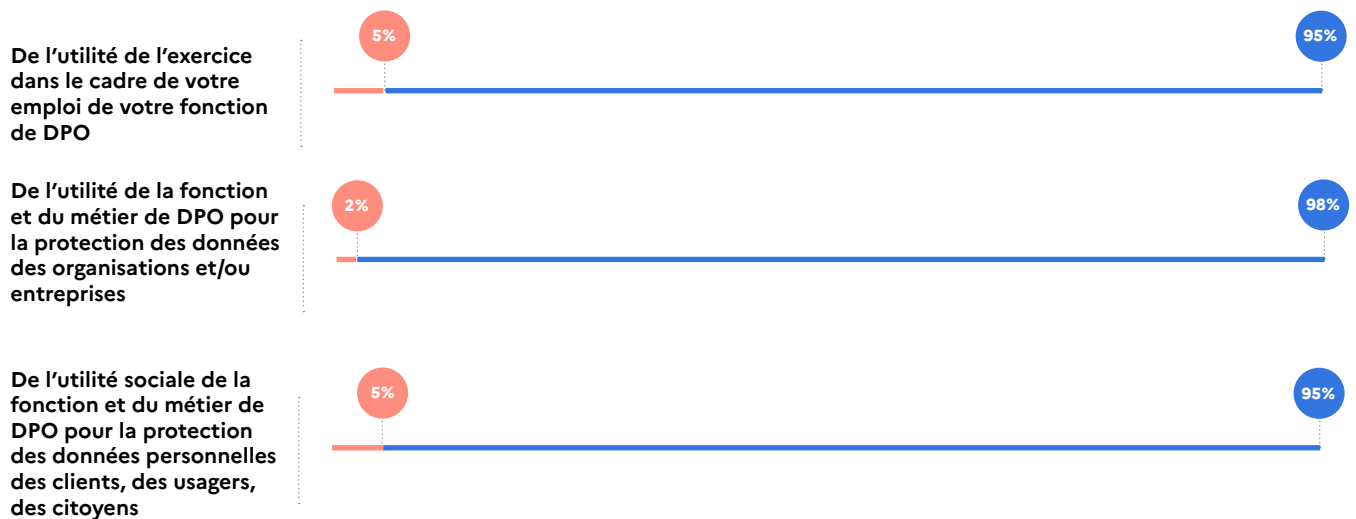 5%
95%
De l'utilité de l'exercice
dans le cadre de votre
emploi de votre fonction
de DPO
2%
98%
De l'utilité de la fonction
et du métier de DPO pour
la protection des données
des organisations et/ou
entreprises
5%
95%
De l'utilité sociale de la
fonction et du métier de
DPO pour la protection
des données personnelles
des clients, des usagers,
des citoyens